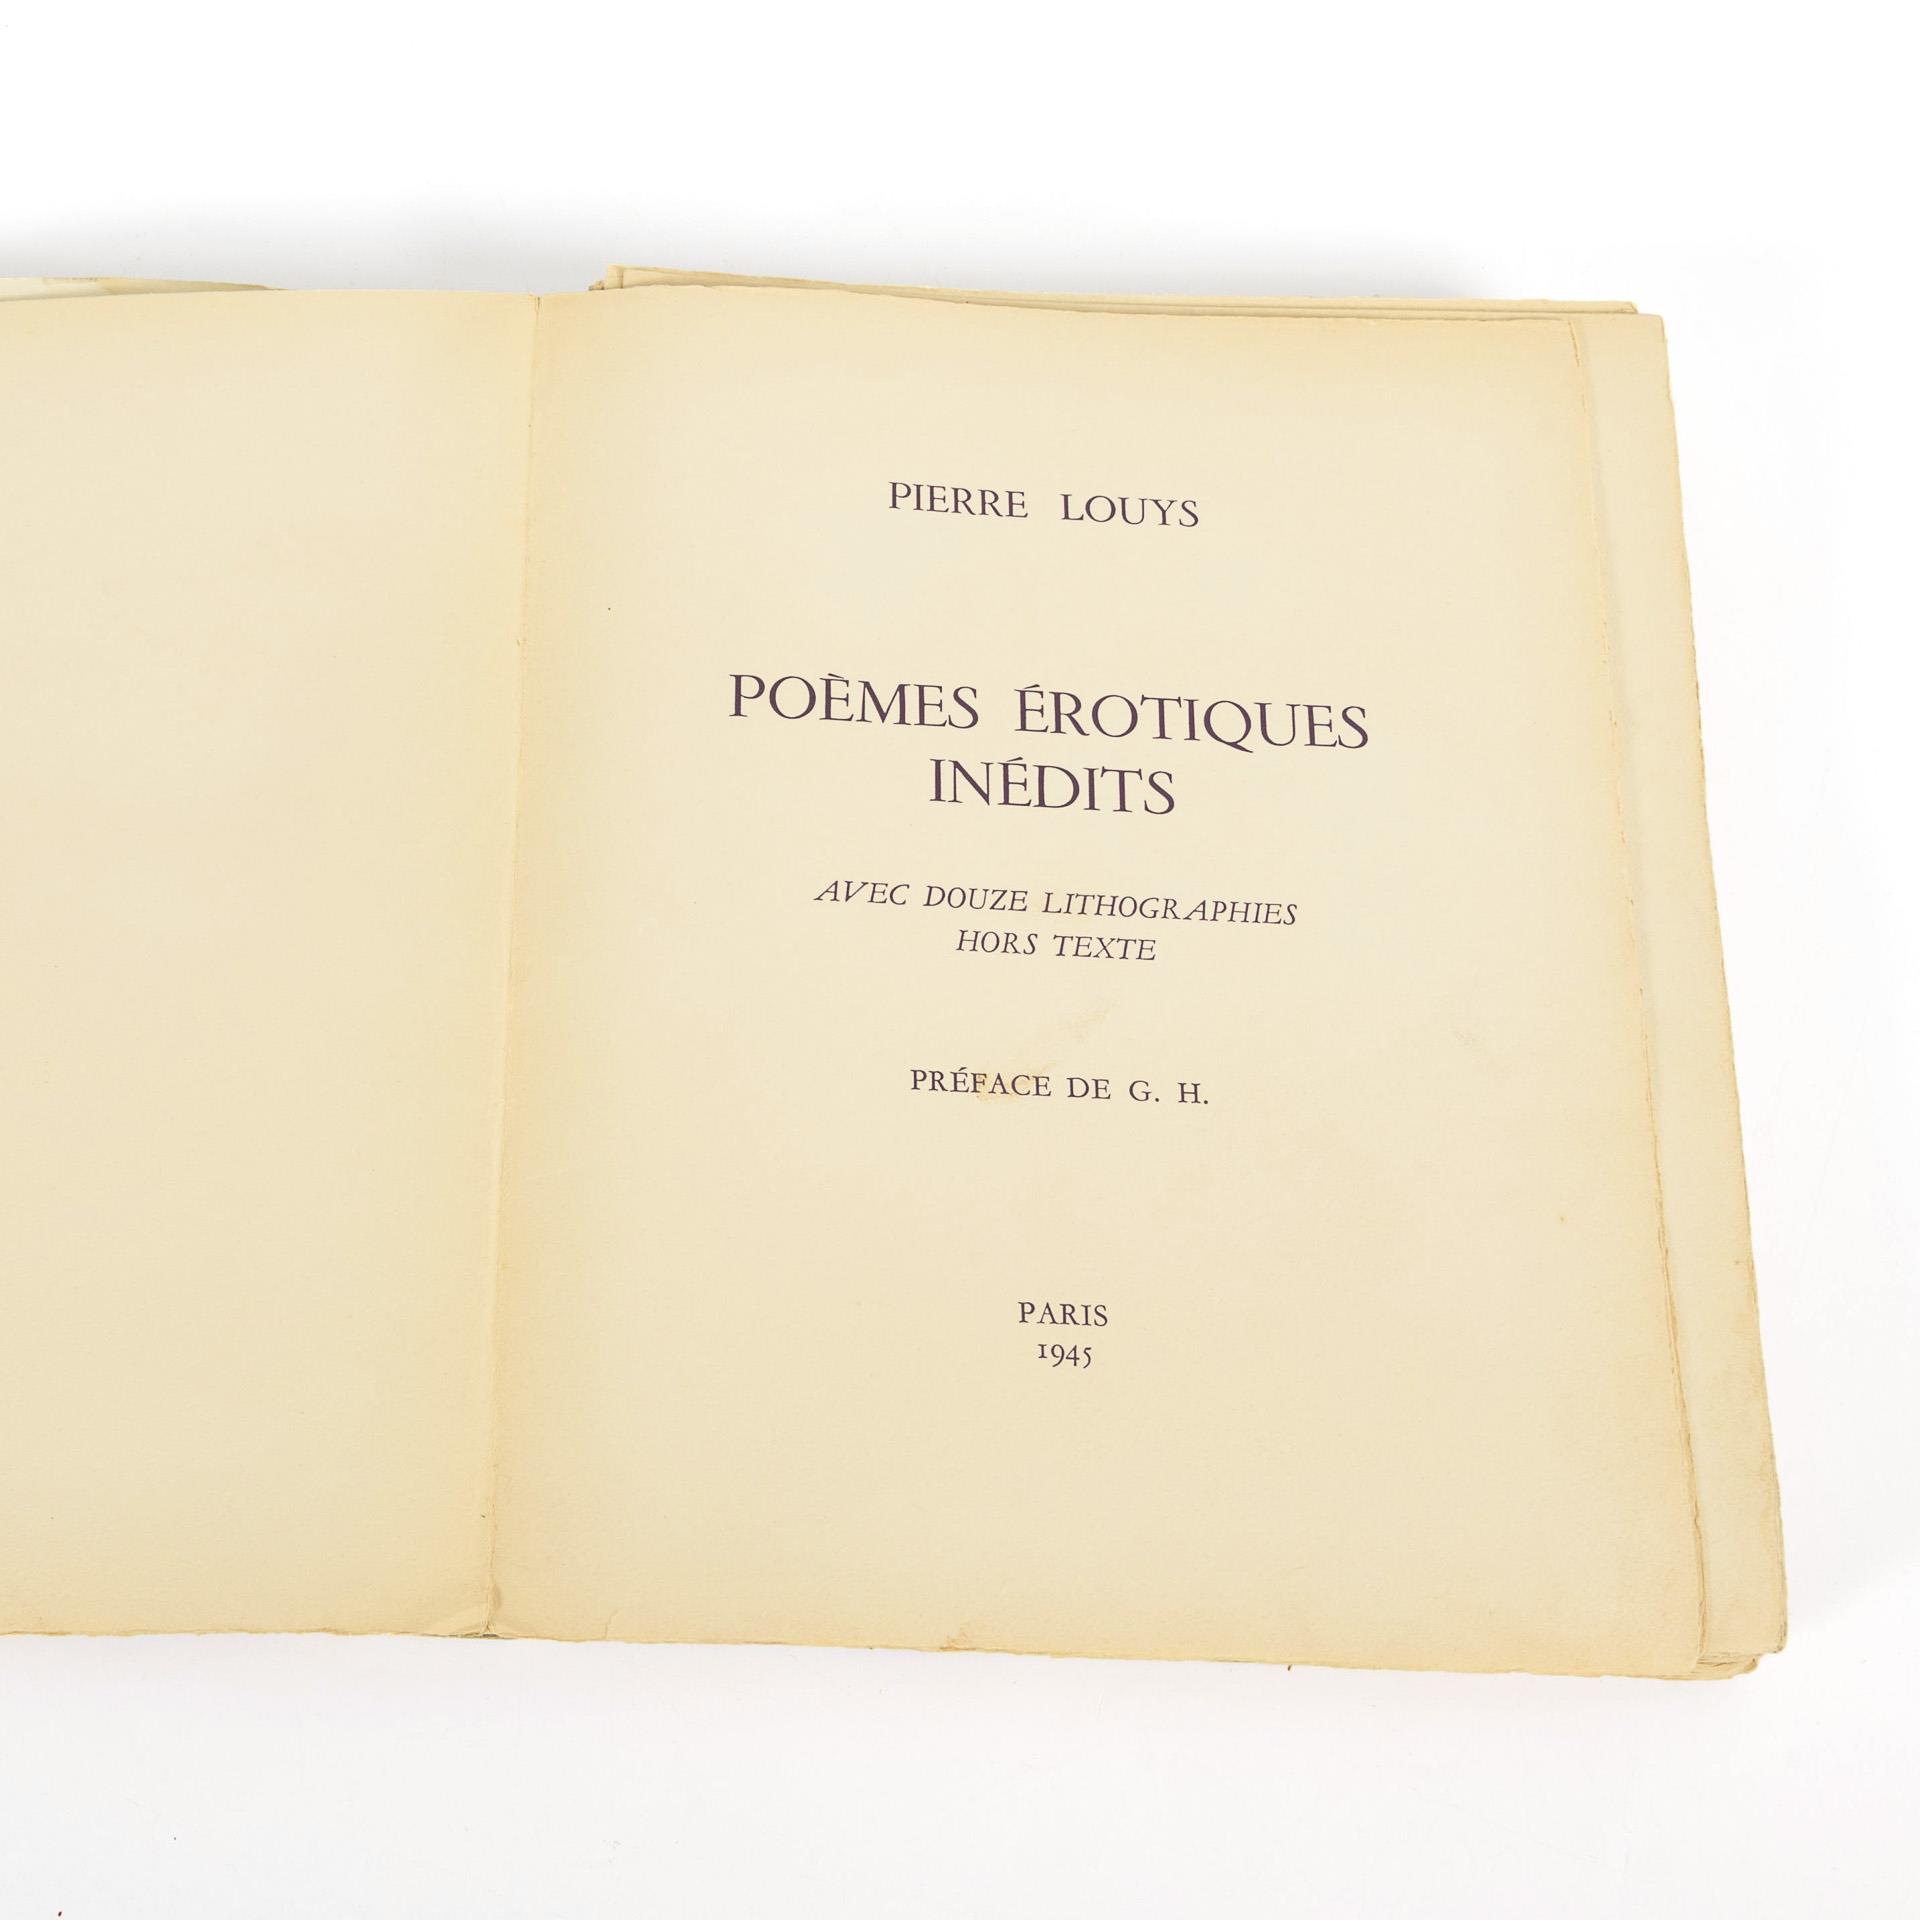 PIERRE LOUYS
POÈMES ÉROTIQUES
INÉDITS
AVEC DOUZE LITHOGRAPHIES
HORS TEXTE
PRÉFACE DE G. H.
PARIS
1945